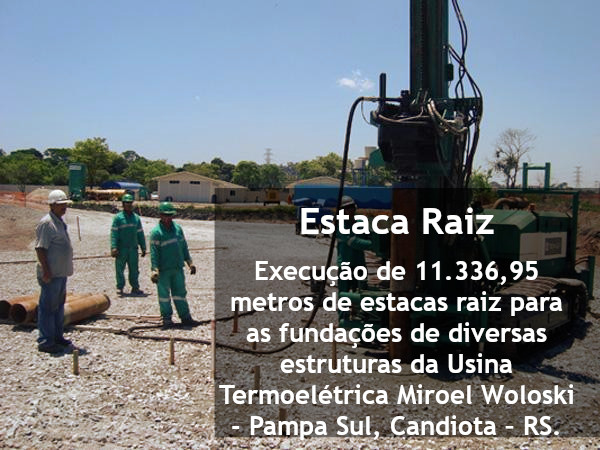 Estaca Raiz
Execução de 11.336,95
metros de estacas raiz para
as fundações de diversas
estruturas da Usina
Termoelétrica Miroel Woloski
- Pampa Sul, Candiota – RS.